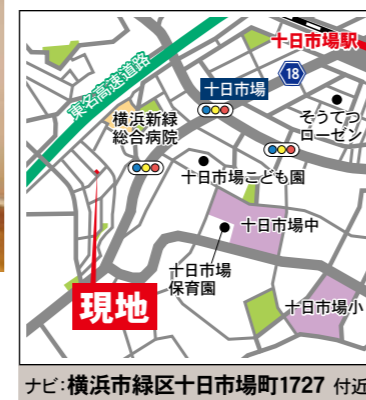 十日市場駅
東名高速道路
十日市場
18
横浜新緑
総合病院
そうてつ
ローゼン
十日市場こども園
十日市場中
十日市場
保育園
現地
十日市場小
ナビ:横浜市緑区十日市場町1727 付近